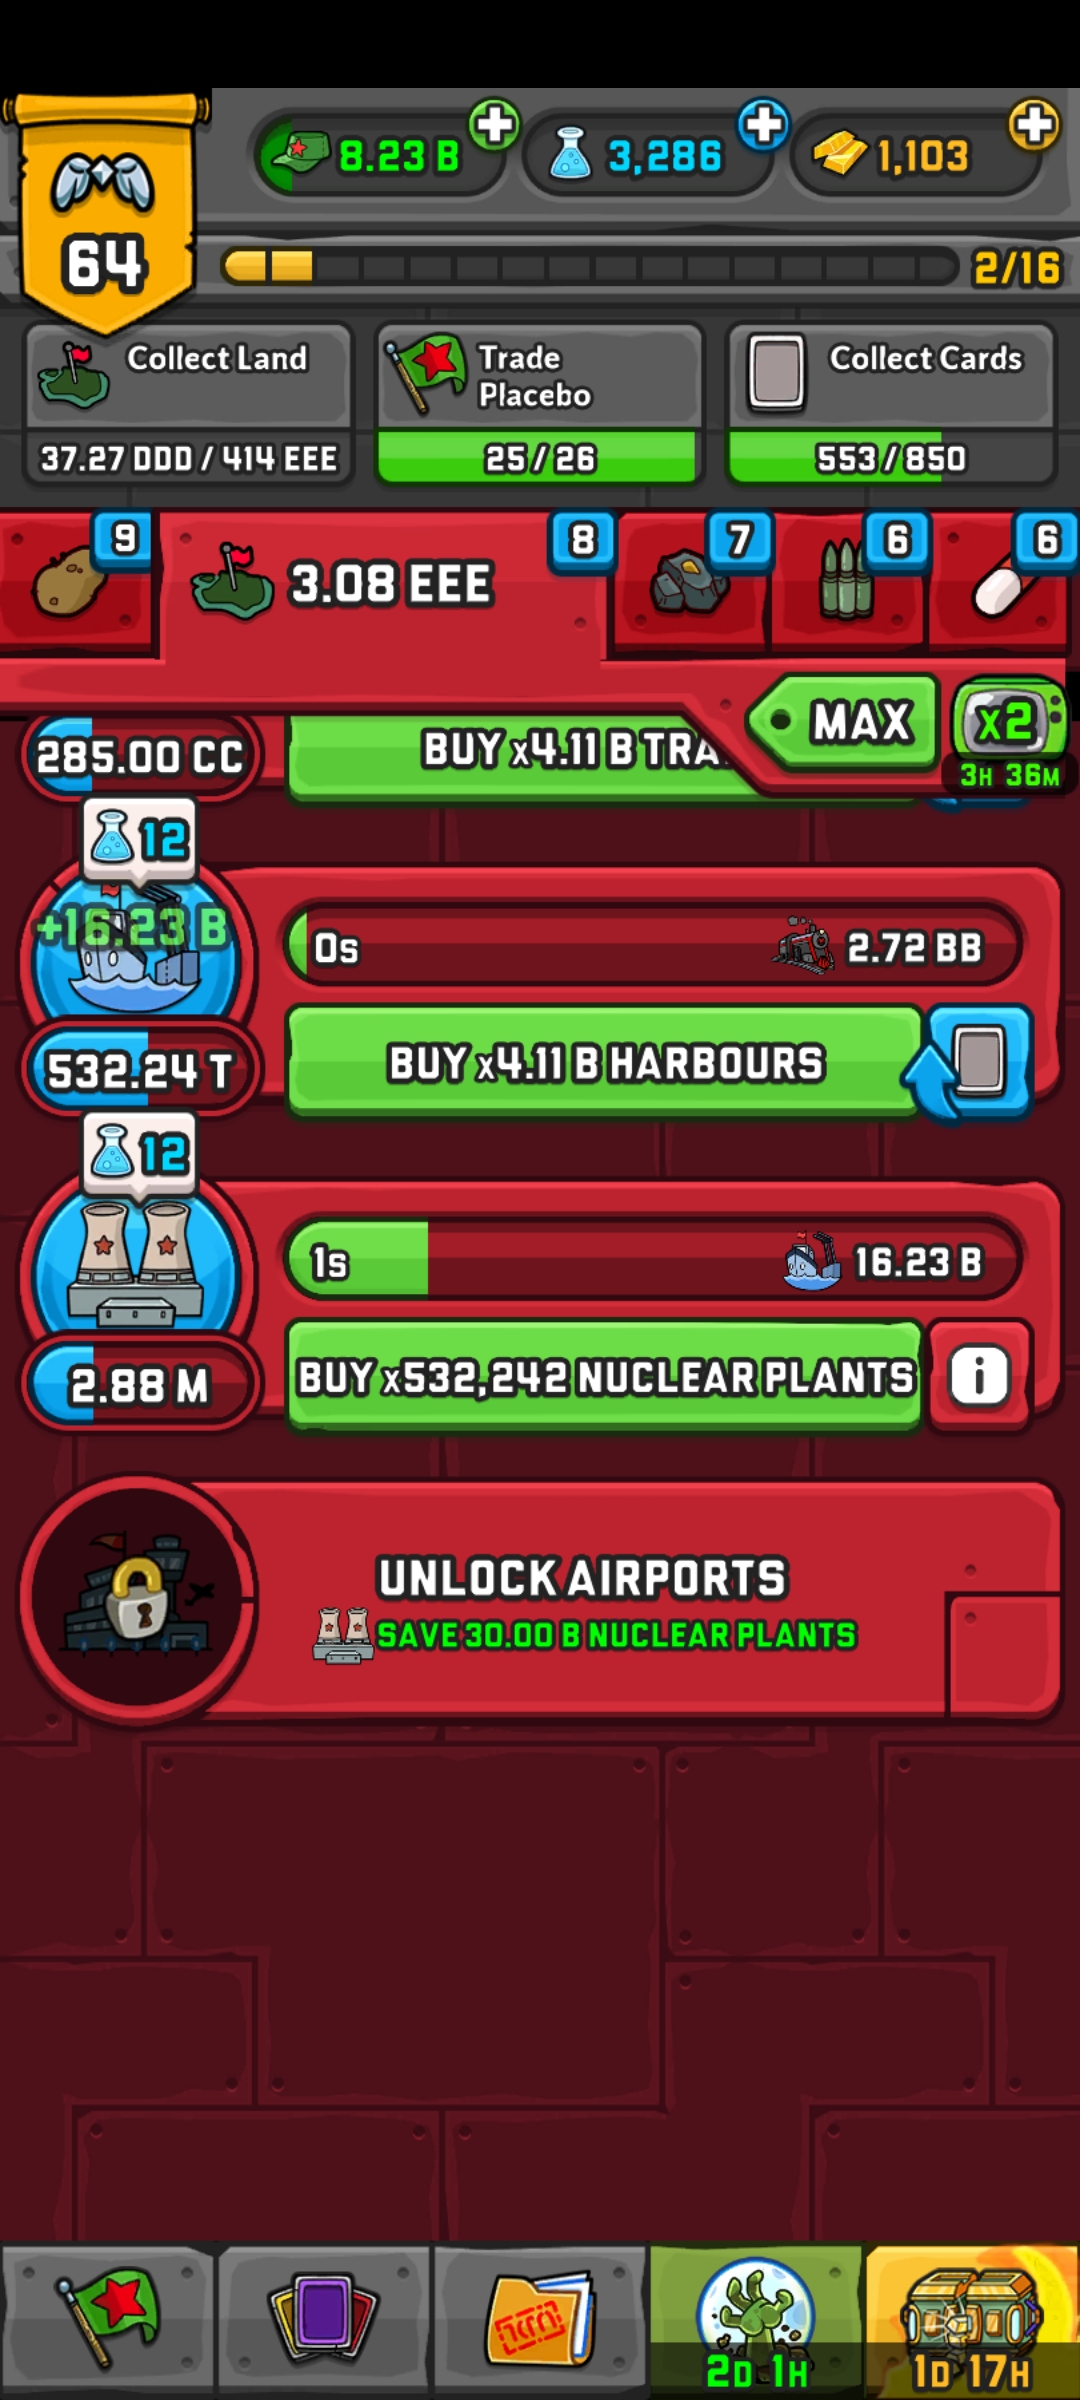 64
8.23 B
3,286
1,103
2/16
Collect Land
37.27 DDD / 414 EEE
Trade
Placebo
25 / 26
Collect Cards
553 / 850
9
3.08 EEE
8
7
6
6
MAX
x2
3H 36M
285.00 CC
BUY x4.11 B TRA
12
+16.23 B
0s
2.72 BB
532.24 T
BUY x4.11 B HARBOURS
12
1s
16.23 B
2.88 M
BUY x532,242 NUCLEAR PLANTS
i
UNLOCK AIRPORTS
SAVE 30.00 B NUCLEAR PLANTS
2D 1H
1D 17H